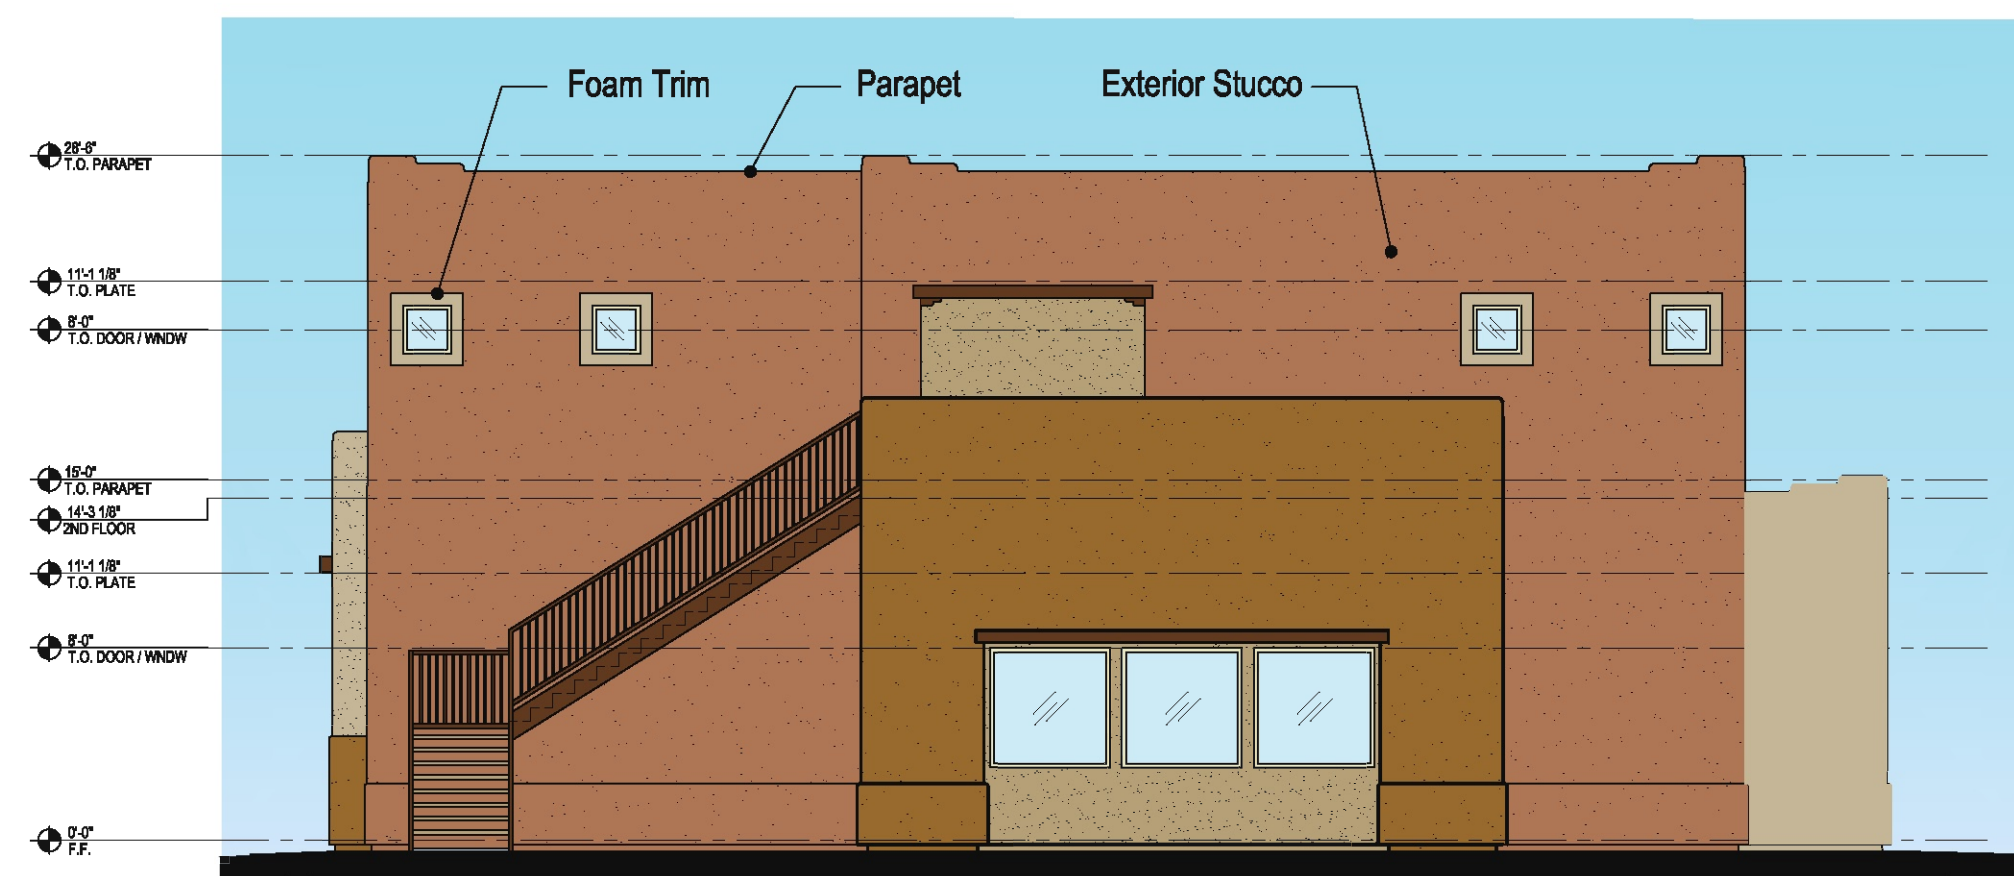 Foam Trim
Parapet
Exterior Stucco
28'-6"
T.O. PARAPET
11'-1 1/8"
T.O. PLATE
8'-0"
T.O. DOOR / WNDW
15'-0"
T.O. PARAPET
14'-3 1/8"
2ND FLOOR
11'-1 1/8"
T.O. PLATE
8'-0"
T.O. DOOR / WNDW
0'-0"
F.F.